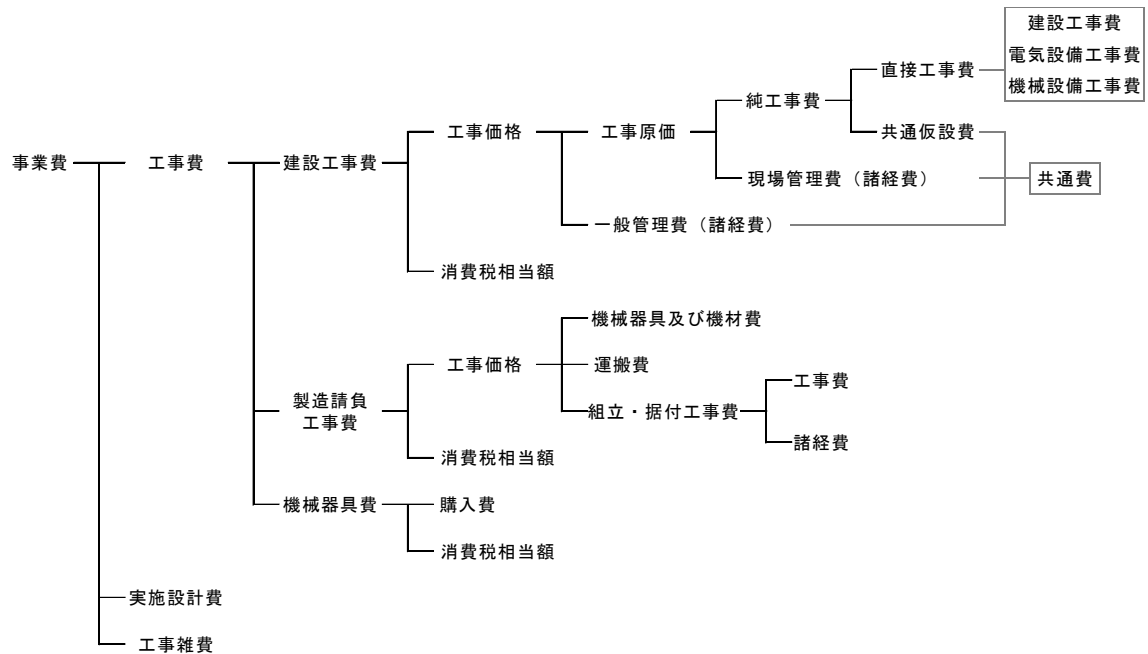 建設工事費
電気設備工事費
機械設備工事費
直接工事費
純工事費
工事価格
工事原価
共通仮設費
事業費
工事費
建設工事費
現場管理費（諸経費）
共通費
一般管理費（諸経費）
消費税相当額
機械器具及び機材費
工事価格
運搬費
工事費
製造請負
工事費
組立・据付工事費
諸経費
消費税相当額
機械器具費
購入費
消費税相当額
実施設計費
工事雑費